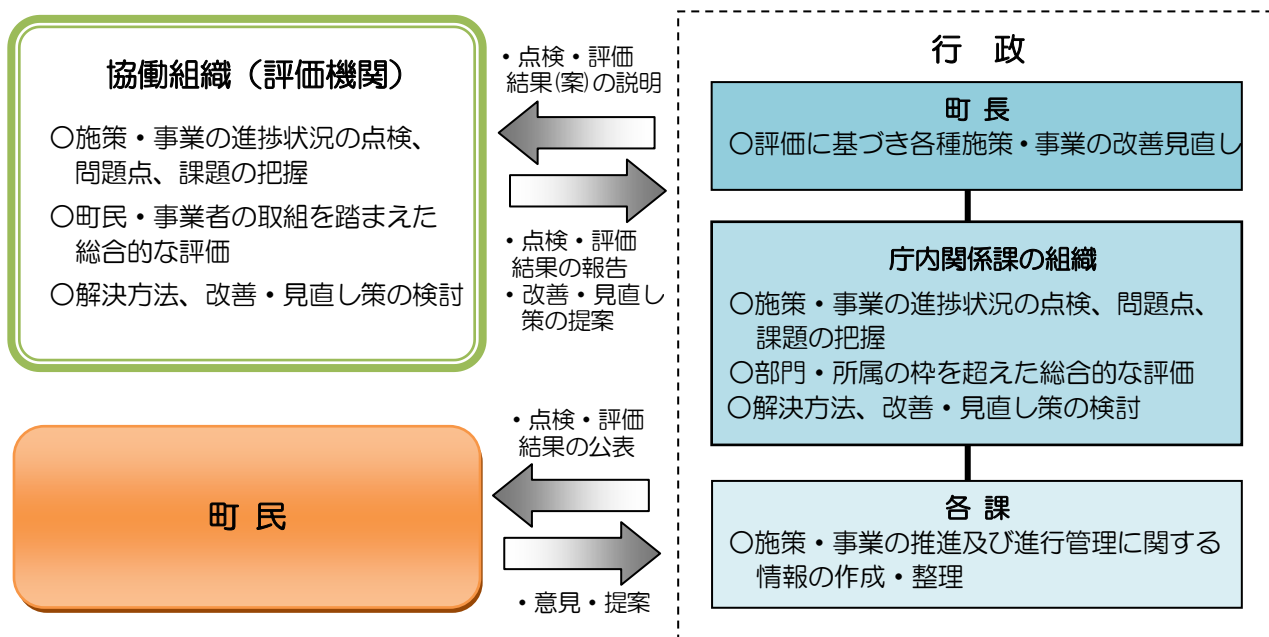 協働組織（評価機関）
〇施策・事業の進捗状況の点検、
問題点、課題の把握
〇町民・事業者の取組を踏まえた
総合的な評価
〇解決方法、改善・見直し策の検討
・点検・評価
結果(案)の説明
・点検・評価
結果の報告
・改善・見直し
策の提案
町 民
・点検・評価
結果の公表
・意見・提案
行　政
町 長
〇評価に基づき各種施策・事業の改善見直し
庁内関係課の組織
〇施策・事業の進捗状況の点検、問題点、
課題の把握
〇部門・所属の枠を超えた総合的な評価
〇解決方法、改善・見直し策の検討
各 課
〇施策・事業の推進及び進行管理に関する
情報の作成・整理